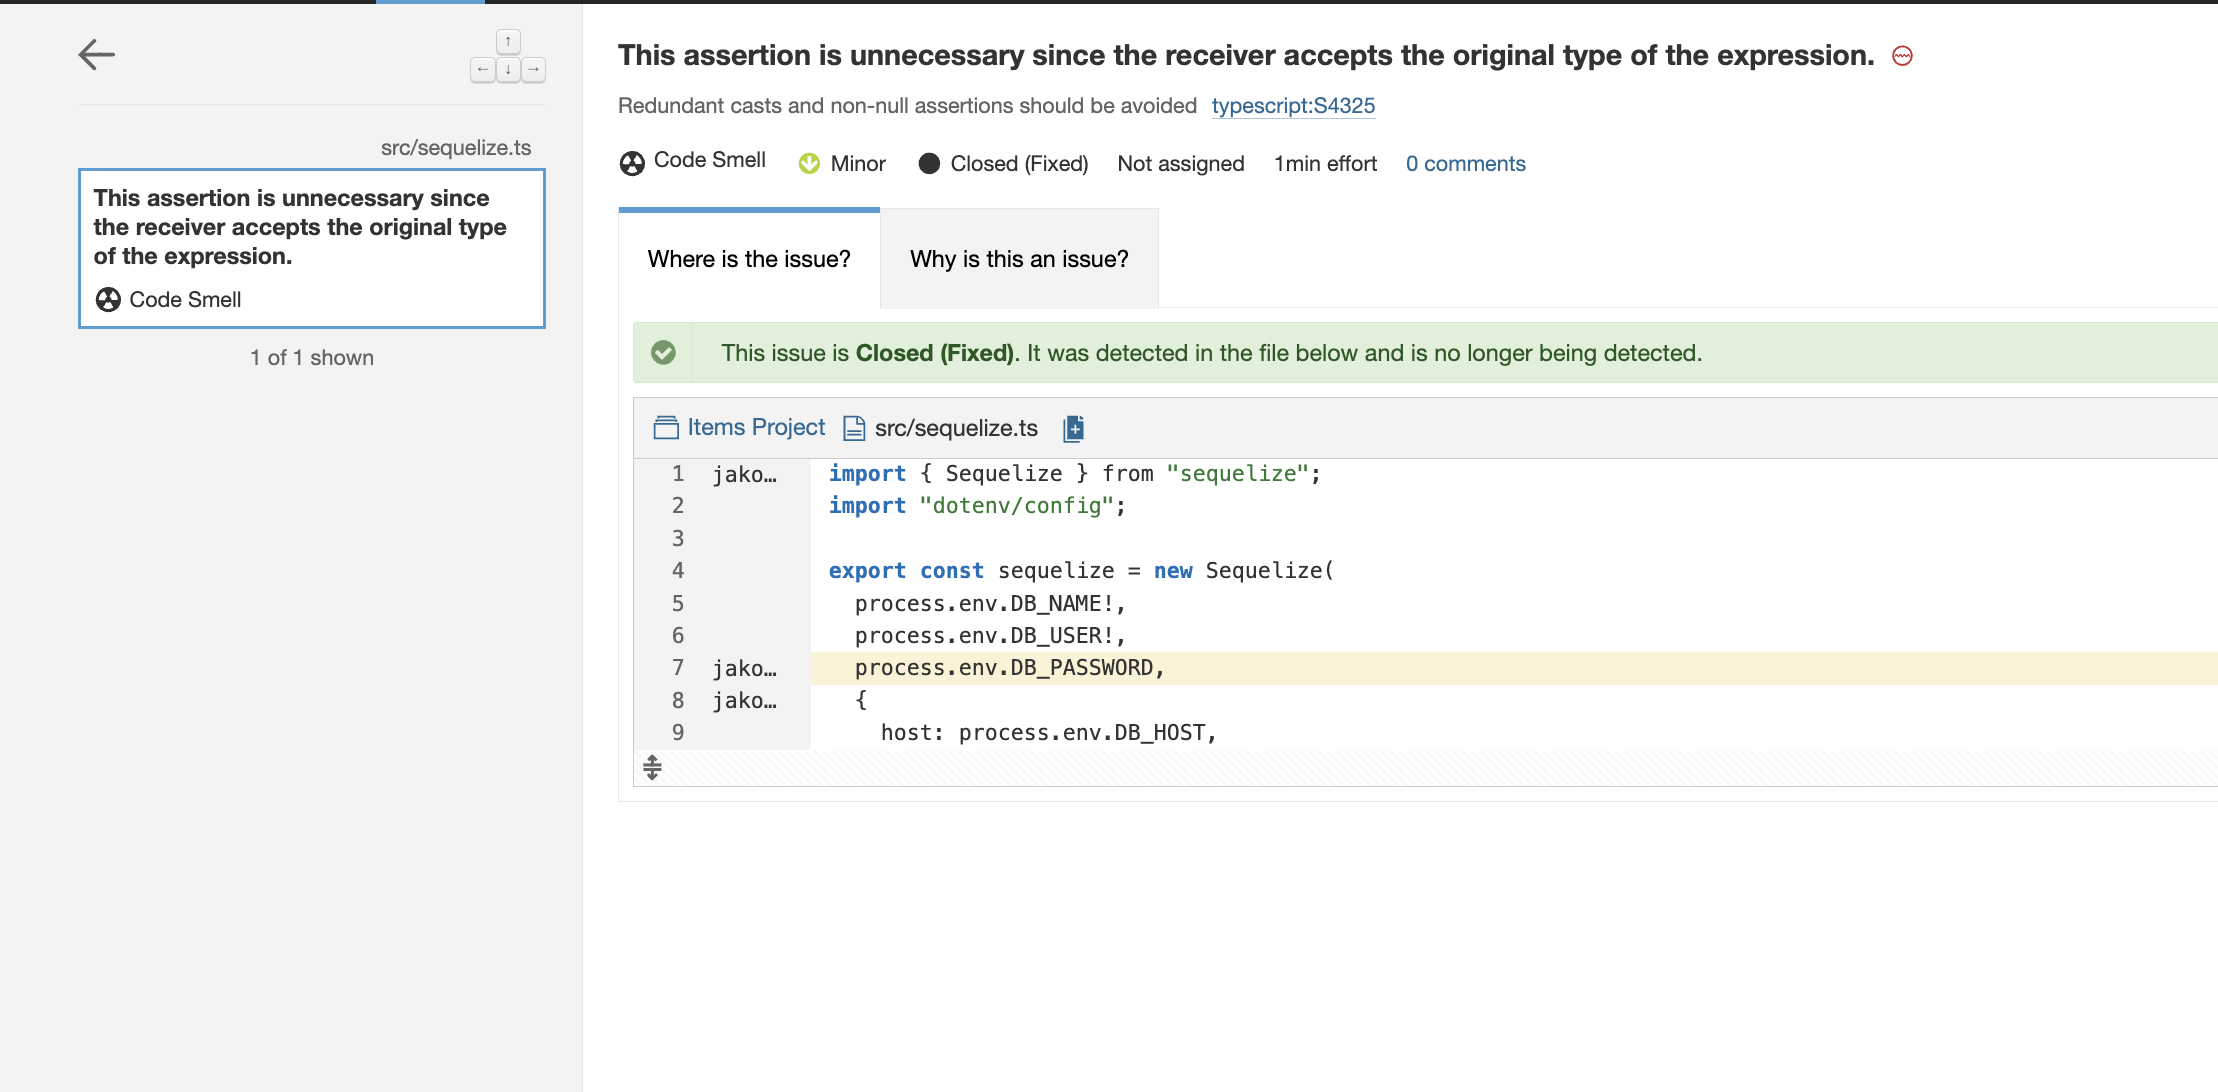 ↑
← ↓ →
src/sequelize.ts
This assertion is unnecessary since
the receiver accepts the original type
of the expression.
Code Smell
1 of 1 shown
This assertion is unnecessary since the receiver accepts the original type of the expression.
Redundant casts and non-null assertions should be avoided typescript:S4325
Code Smell Minor Closed (Fixed) Not assigned 1min effort 0 comments
Where is the issue? Why is this an issue?
This issue is Closed (Fixed). It was detected in the file below and is no longer being detected.
Items Project src/sequelize.ts
1 jako… import { Sequelize } from "sequelize";
2 import "dotenv/config";
3
4 export const sequelize = new Sequelize(
5 process.env.DB_NAME!,
6 process.env.DB_USER!,
7 jako… process.env.DB_PASSWORD,
8 jako… {
9 host: process.env.DB_HOST,